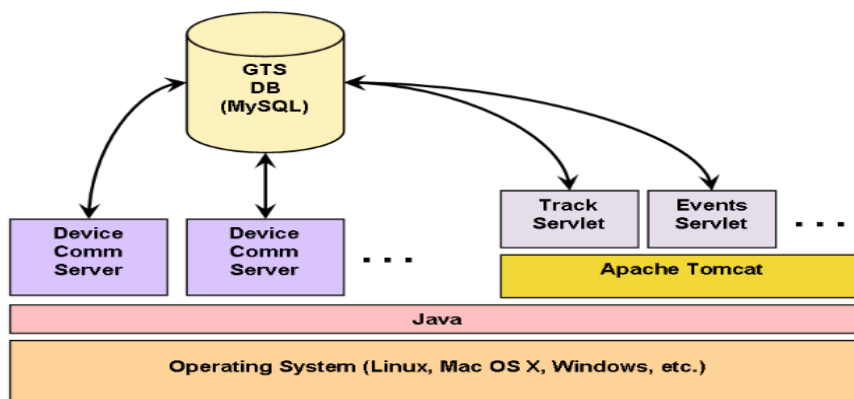 GTS
DB
(MySQL)
Device
Comm
Server
Device
Comm
Server
. . .
Track
Servlet
Events
Servlet
. . .
Apache Tomcat
Java
Operating System (Linux, Mac OS X, Windows, etc.)